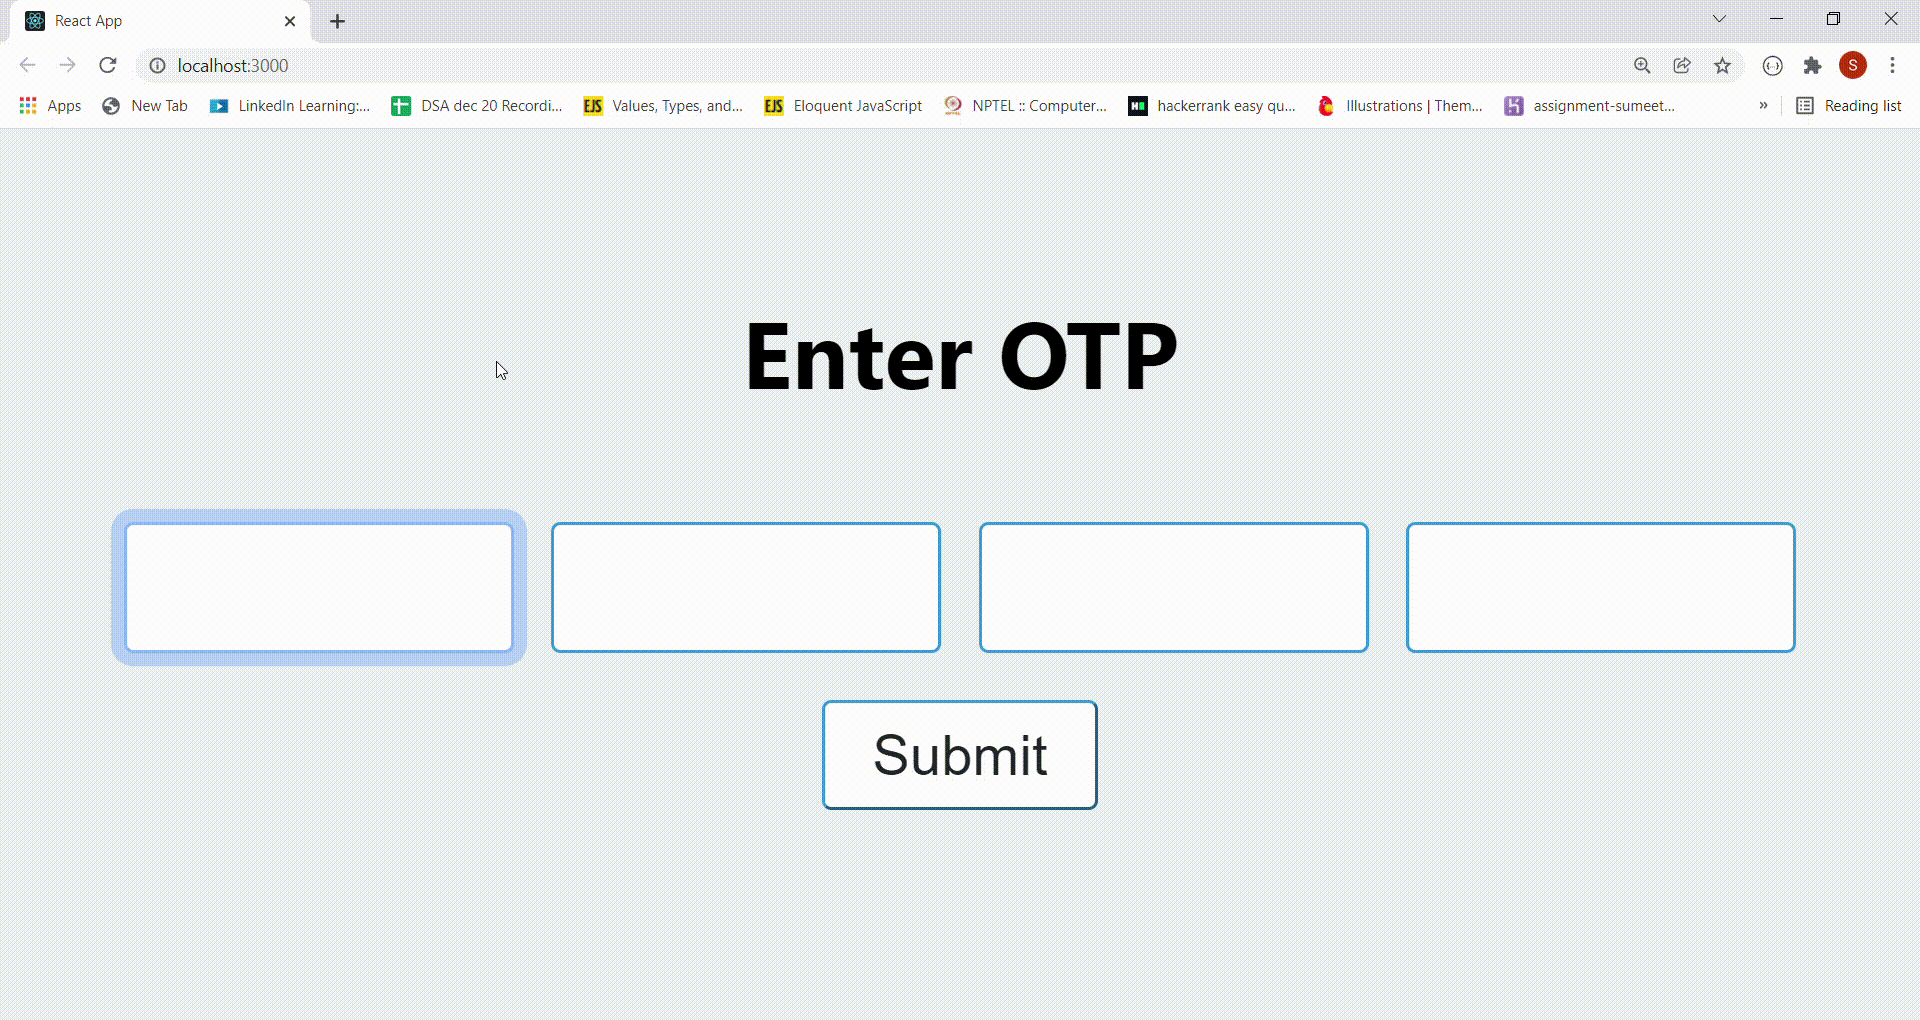 React App
localhost:3000
S
Apps New Tab LinkedIn Learning:... DSA dec 20 Recordi... EJS Values, Types, and... EJS Eloquent JavaScript NPTEL :: Computer... hackerrank easy qu... Illustrations | Them... assignment-sumeet... » Reading list
Enter OTP
Submit